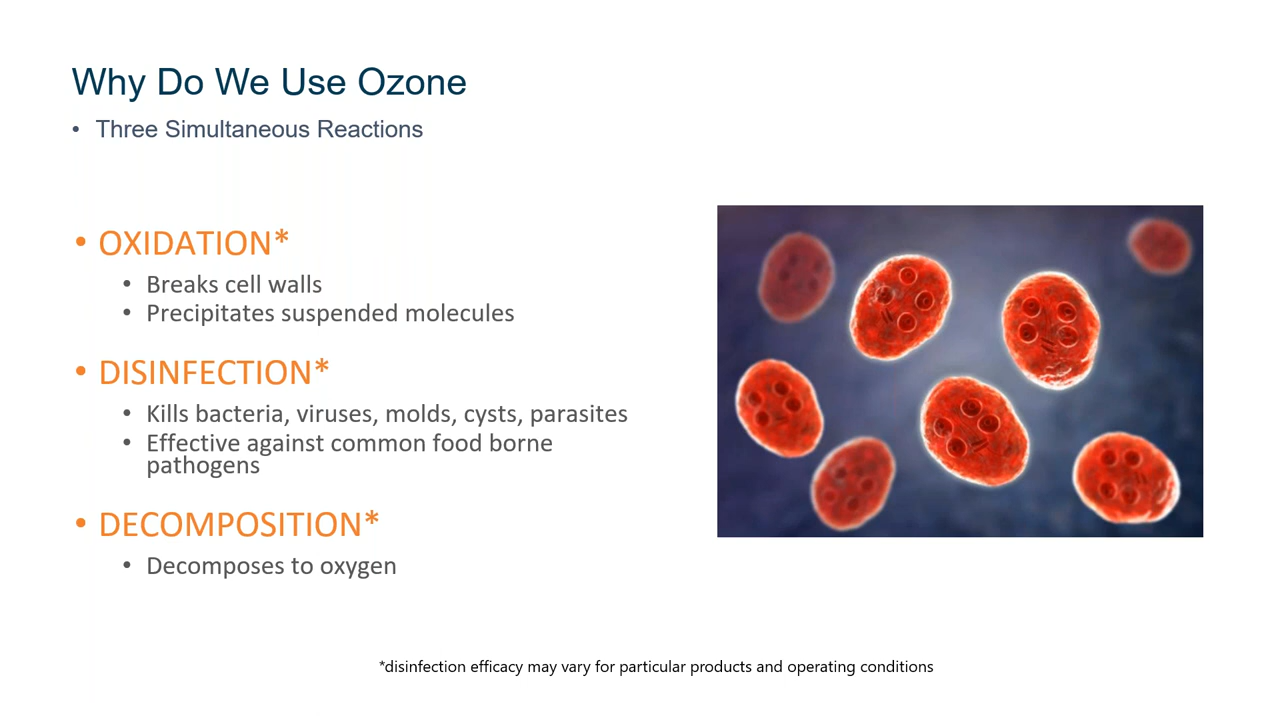 Why Do We Use Ozone
• Three Simultaneous Reactions
• OXIDATION*
• Breaks cell walls
• Precipitates suspended molecules
• DISINFECTION*
• Kills bacteria, viruses, molds, cysts, parasites
• Effective against common food borne
pathogens
• DECOMPOSITION*
• Decomposes to oxygen
*disinfection efficacy may vary for particular products and operating conditions